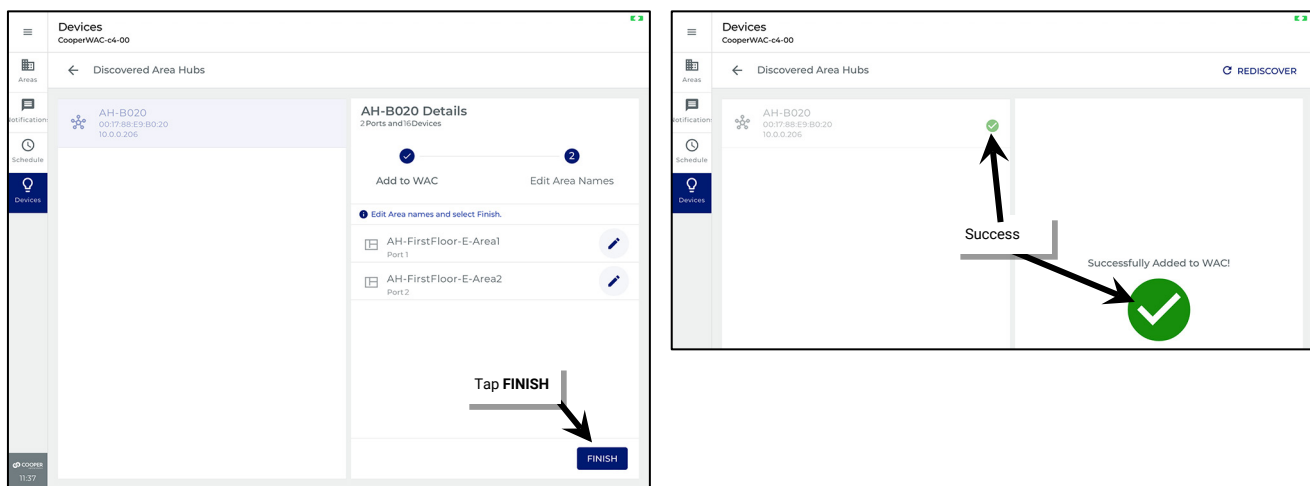 Devices
CooperWAC-c4-00
Areas
Discovered Area Hubs
Notification
Schedule
Devices
AH-B020
00:17:88:E9:B0:20
10.0.0.206
AH-B020 Details
2 Ports and 16 Devices
2
Add to WAC
Edit Area Names
Edit Area names and select Finish.
AH-FirstFloor-E-Area1
Port 1
AH-FirstFloor-E-Area2
Port 2
Tap FINISH
FINISH
COOPER
11:37
Devices
CooperWAC-c4-00
Areas
Discovered Area Hubs
REDISCOVER
Notification
Schedule
Devices
AH-B020
00:17:88:E9:B0:20
10.0.0.206
Success
Successfully Added to WAC!